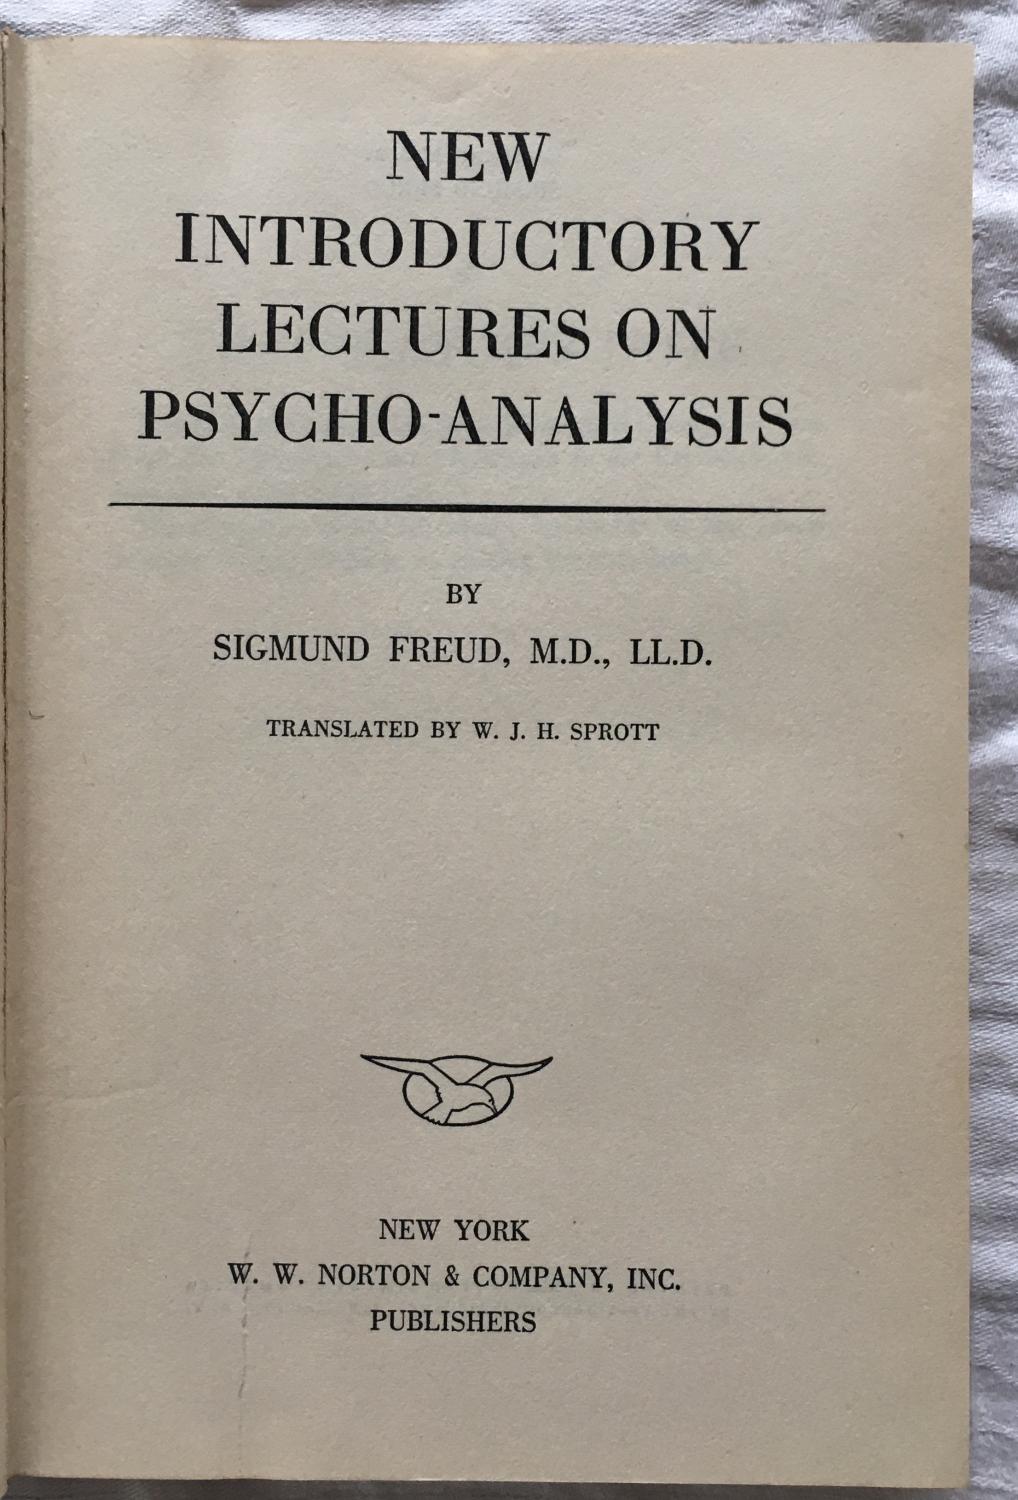 NEW
INTRODUCTORY
LECTURES ON
PSYCHO-ANALYSIS
BY
SIGMUND FREUD, M.D., LL.D.
TRANSLATED BY W. J. H. SPROTT
NEW YORK
W. W. NORTON & COMPANY, INC.
PUBLISHERS